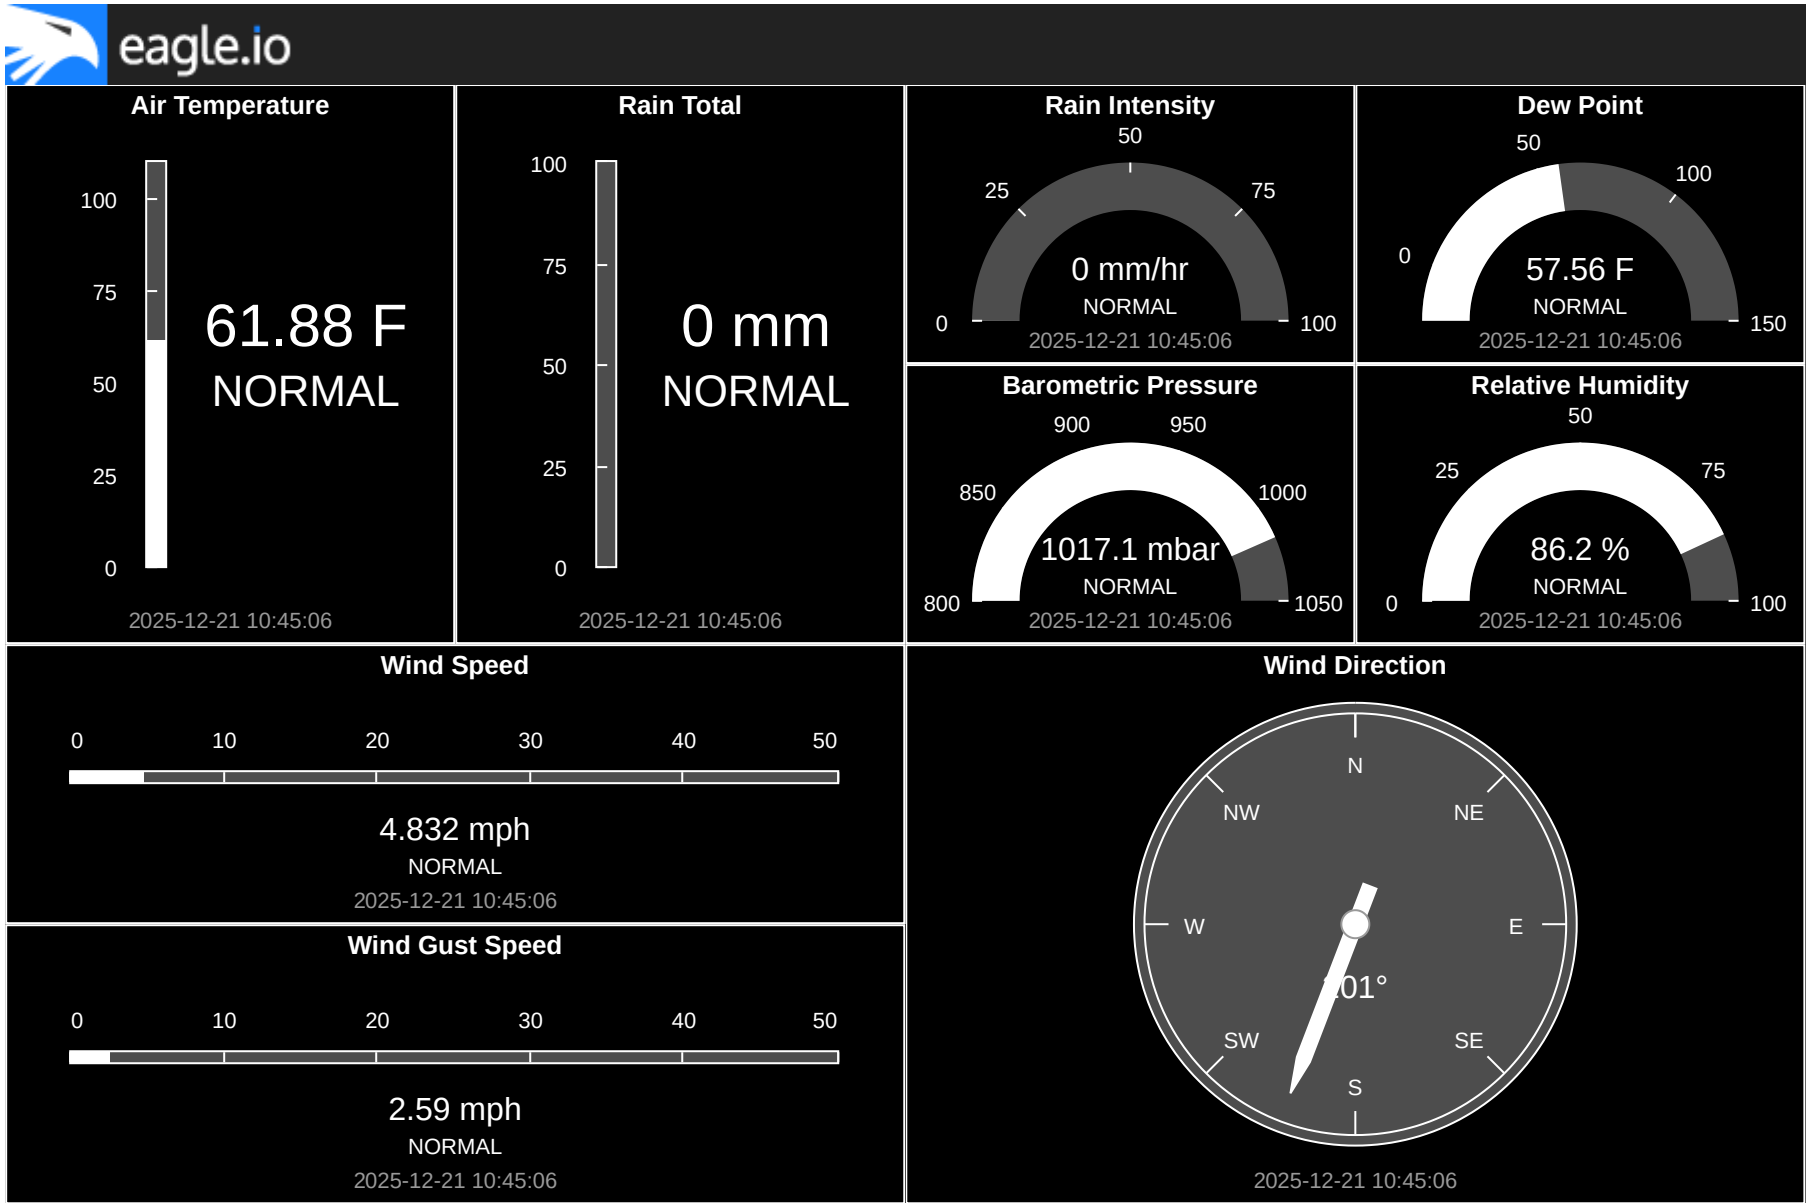 eagle.io
Air Temperature
100
75
50
25
0
61.88 F
NORMAL
2025-12-21 10:45:06
Rain Total
100
75
50
25
0
0 mm
NORMAL
2025-12-21 10:45:06
Rain Intensity
50
25
75
0
100
0 mm/hr
NORMAL
2025-12-21 10:45:06
Dew Point
50
100
0
150
57.56 F
NORMAL
2025-12-21 10:45:06
Barometric Pressure
900 950
850 1000
800 1050
1017.1 mbar
NORMAL
2025-12-21 10:45:06
Relative Humidity
50
25 75
0 100
86.2 %
NORMAL
2025-12-21 10:45:06
Wind Speed
0 10 20 30 40 50
4.832 mph
NORMAL
2025-12-21 10:45:06
Wind Gust Speed
0 10 20 30 40 50
2.59 mph
NORMAL
2025-12-21 10:45:06
Wind Direction
N
NW NE
W E
SW SE
S
2025-12-21 10:45:06